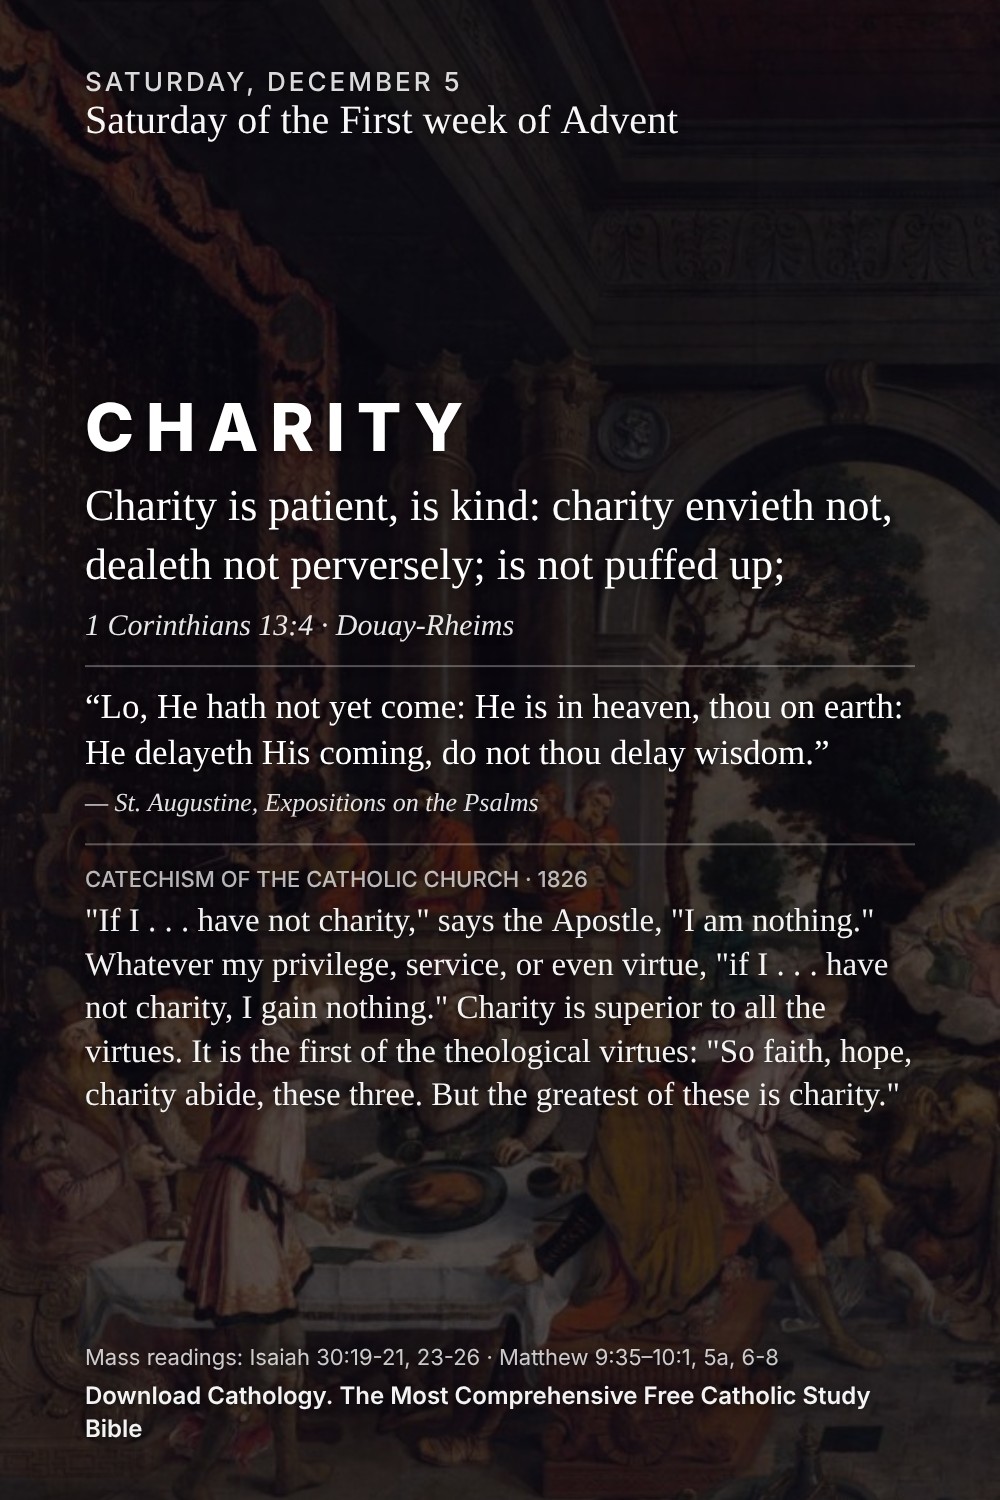 SATURDAY, DECEMBER 5
Saturday of the First week of Advent
CHARITY
Charity is patient, is kind: charity envieth not,
dealeth not perversely; is not puffed up;
1 Corinthians 13:4 · Douay-Rheims
“Lo, He hath not yet come: He is in heaven, thou on earth:
He delayeth His coming, do not thou delay wisdom.”
— St. Augustine, Expositions on the Psalms
CATECHISM OF THE CATHOLIC CHURCH · 1826
"If I . . . have not charity," says the Apostle, "I am nothing."
Whatever my privilege, service, or even virtue, "if I . . . have
not charity, I gain nothing." Charity is superior to all the
virtues. It is the first of the theological virtues: "So faith, hope,
charity abide, these three. But the greatest of these is charity."
Mass readings: Isaiah 30:19-21, 23-26 · Matthew 9:35–10:1, 5a, 6-8
Download Cathology. The Most Comprehensive Free Catholic Study
Bible